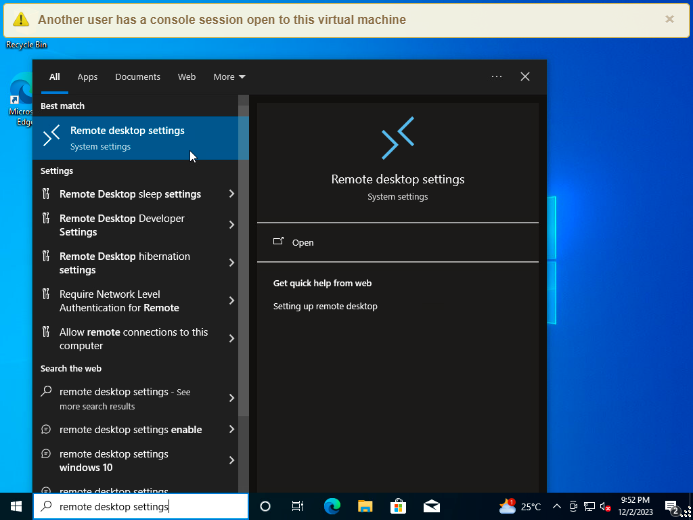 Another user has a console session open to this virtual machine
Recycle Bin
Micros
Edge
All Apps Documents Web More
Best match
Remote desktop settings
System settings
Settings
Remote Desktop sleep settings
Remote Desktop Developer
Settings
Remote Desktop hibernation
settings
Require Network Level
Authentication for Remote
Allow remote connections to this
computer
Search the web
remote desktop settings - See
more search results
remote desktop settings enable
remote desktop settings
windows 10
remote desktop settings
Remote desktop settings
System settings
Open
Get quick help from web
Setting up remote desktop
remote desktop settings
1
25°C
9:52 PM
12/2/2023
2